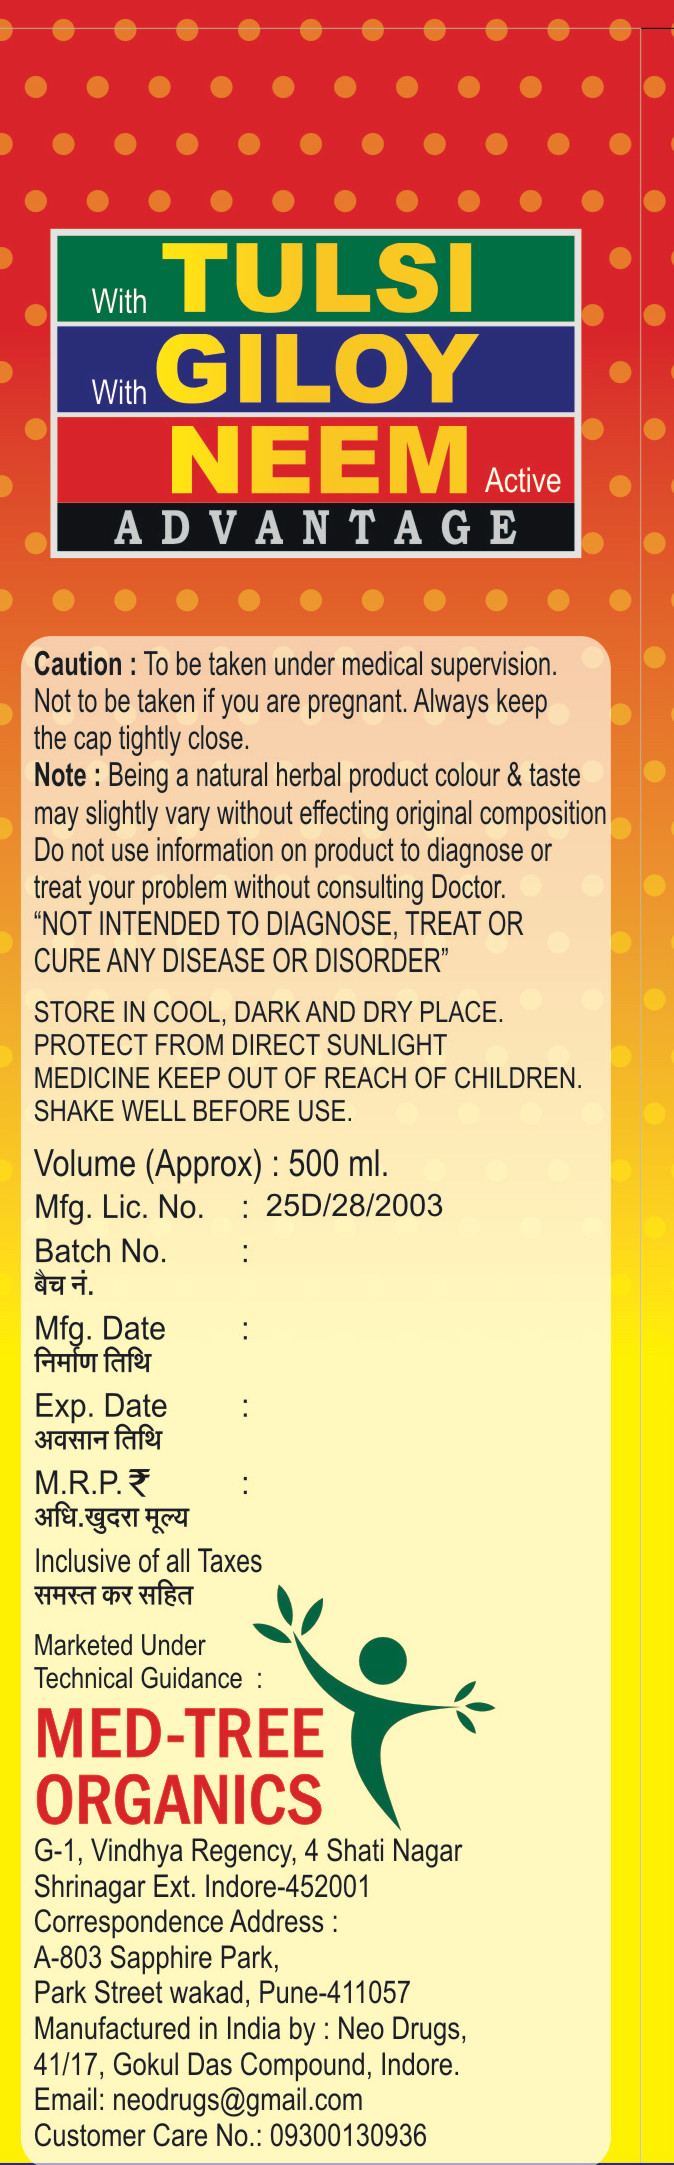 With TULSI
With GILOY
NEEM Active
ADVANTAGE
Caution : To be taken under medical supervision.
Not to be taken if you are pregnant. Always keep
the cap tightly close.
Note : Being a natural herbal product colour & taste
may slightly vary without effecting original composition
Do not use information on product to diagnose or
treat your problem without consulting Doctor.
“NOT INTENDED TO DIAGNOSE, TREAT OR
CURE ANY DISEASE OR DISORDER”
STORE IN COOL, DARK AND DRY PLACE.
PROTECT FROM DIRECT SUNLIGHT
MEDICINE KEEP OUT OF REACH OF CHILDREN.
SHAKE WELL BEFORE USE.
Volume (Approx) : 500 ml.
Mfg. Lic. No. : 25D/28/2003
Batch No. :
बैच नं.
Mfg. Date :
निर्माण तिथि
Exp. Date :
अवसान तिथि
M.R.P. ₹ :
अधि.खुदरा मूल्य
Inclusive of all Taxes
समस्त कर सहित
Marketed Under
Technical Guidance :
MED-TREE
ORGANICS
G-1, Vindhya Regency, 4 Shati Nagar
Shrinagar Ext. Indore-452001
Correspondence Address :
A-803 Sapphire Park,
Park Street wakad, Pune-411057
Manufactured in India by : Neo Drugs,
41/17, Gokul Das Compound, Indore.
Email: neodrugs@gmail.com
Customer Care No.: 09300130936